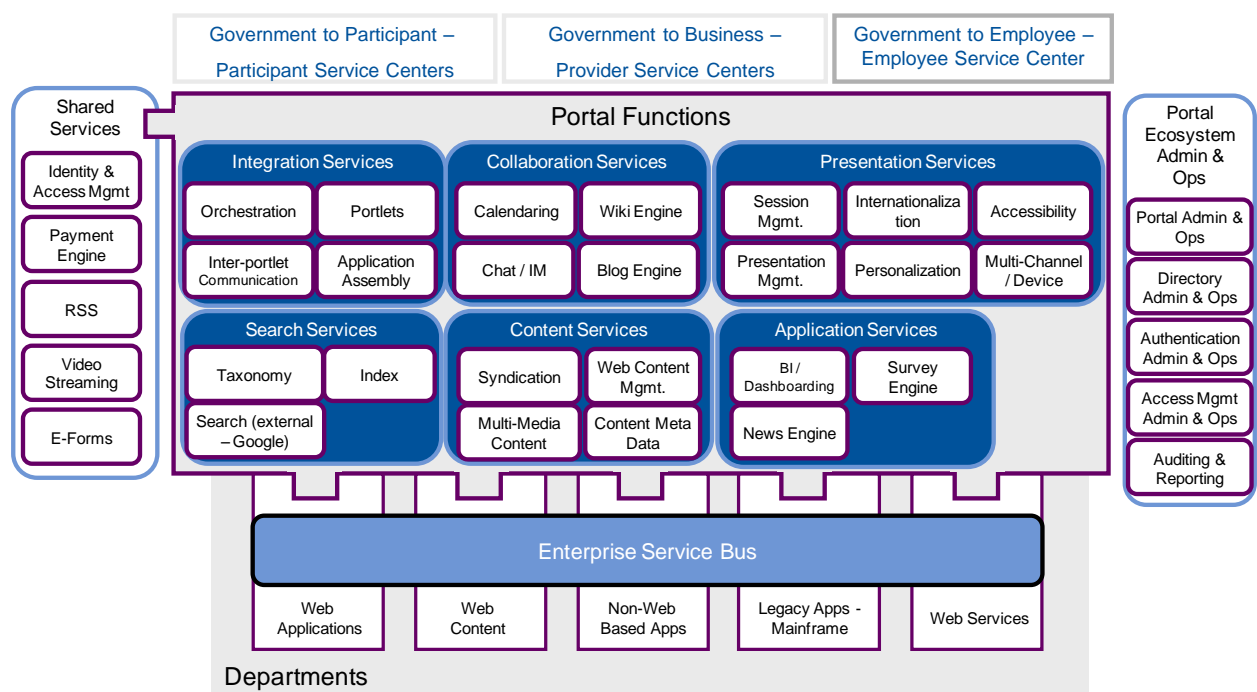 Government to Participant –
Participant Service Centers
Government to Business –
Provider Service Centers
Government to Employee –
Employee Service Center
Shared
Services
Identity &
Access Mgmt
Payment
Engine
RSS
Video
Streaming
E-Forms
Portal Functions
Integration Services
Orchestration
Portlets
Inter-portlet
Communication
Application
Assembly
Collaboration Services
Calendaring
Wiki Engine
Chat / IM
Blog Engine
Presentation Services
Session
Mgmt.
Internationaliza
tion
Accessibility
Presentation
Mgmt.
Personalization
Multi-Channel
/ Device
Search Services
Taxonomy
Index
Search (external
– Google)
Content Services
Syndication
Web Content
Mgmt.
Multi-Media
Content
Content Meta
Data
Application Services
BI /
Dashboarding
Survey
Engine
News Engine
Portal
Ecosystem
Admin &
Ops
Portal Admin &
Ops
Directory
Admin & Ops
Authentication
Admin & Ops
Access Mgmt
Admin & Ops
Auditing &
Reporting
Enterprise Service Bus
Web
Applications
Web
Content
Non-Web
Based Apps
Legacy Apps -
Mainframe
Web Services
Departments